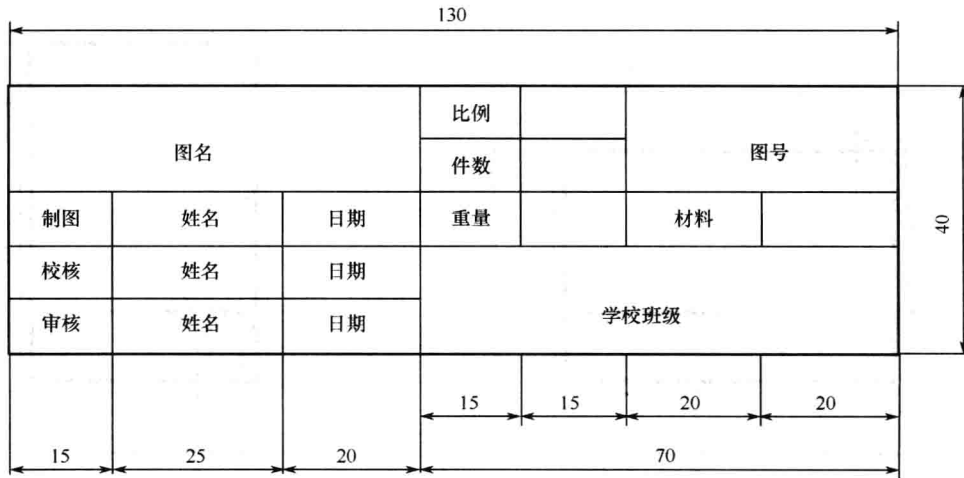 130
比例
图名 图号
件数
制图 姓名 日期 重量 材料
40
校核 姓名 日期
学校班级
审核 姓名 日期
15 15 20 20
15 25 20 70